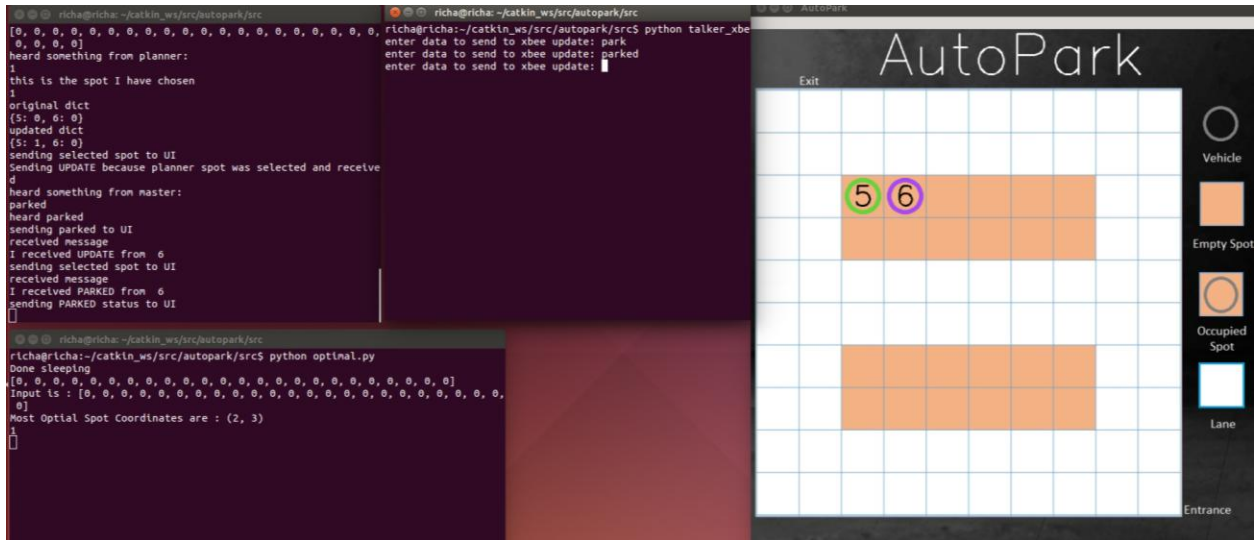 richa@richa: ~/catkin_ws/src/autopark/src
[0, 0, 0, 0, 0, 0, 0, 0, 0, 0, 0, 0, 0, 0, 0, 0, 0, 0, 0, 0, 0,
0, 0, 0, 0]
heard something from planner:
1
this is the spot I have chosen
1
original dict
{5: 0, 6: 0}
updated dict
{5: 1, 6: 0}
sending selected spot to UI
Sending UPDATE because planner spot was selected and receive
d
heard something from master:
parked
heard parked
sending parked to UI
received message
I received UPDATE from  6
sending selected spot to UI
received message
I received PARKED from  6
sending PARKED status to UI
richa@richa: ~/catkin_ws/src/autopark/src
richa@richa:~/catkin_ws/src/autopark/src$ python talker_xbe
enter data to send to xbee update: park
enter data to send to xbee update: parked
enter data to send to xbee update:
richa@richa: ~/catkin_ws/src/autopark/src
richa@richa:~/catkin_ws/src/autopark/src$ python optimal.py
Done sleeping
[0, 0, 0, 0, 0, 0, 0, 0, 0, 0, 0, 0, 0, 0, 0, 0, 0, 0, 0, 0, 0, 0, 0, 0]
Input is : [0, 0, 0, 0, 0, 0, 0, 0, 0, 0, 0, 0, 0, 0, 0, 0, 0, 0, 0, 0, 0, 0, 0,
0]
Most Optial Spot Coordinates are : (2, 3)
1
AutoPark
AutoPark
Exit
5 6
Vehicle
Empty Spot
Occupied
Spot
Lane
Entrance